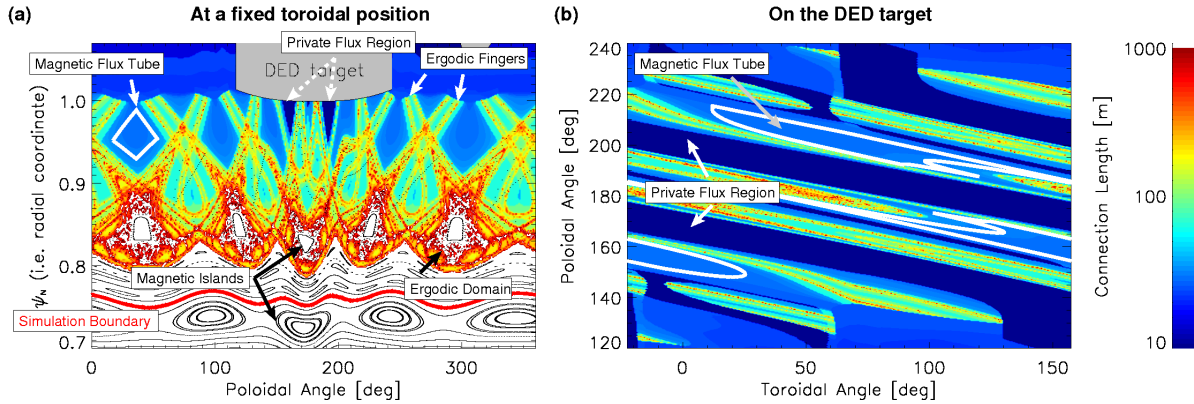 (a)
At a fixed toroidal position
Private Flux Region
Magnetic Flux Tube
DED target
Ergodic Fingers
1.0
0.9
0.8
0.7
ψN (i.e. radial coordinate)
Magnetic Islands
Ergodic Domain
Simulation Boundary
0
100
200
300
Poloidal Angle [deg]
(b)
On the DED target
240
220
200
180
160
140
120
Poloidal Angle [deg]
Magnetic Flux Tube
Private Flux Region
0
50
100
150
Toroidal Angle [deg]
1000
100
10
Connection Length [m]